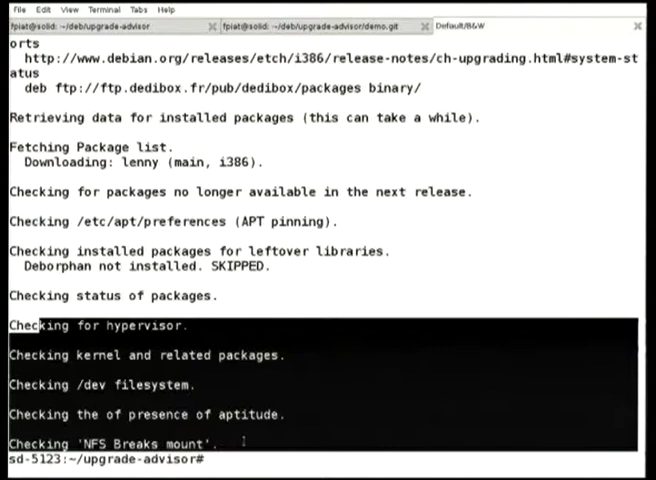 File Edit View Terminal Tabs Help
fpiat@solid: ~/deb/upgrade-advisor fpiat@solid: ~/deb/upgrade-advisor/demo.git Default/B&W
orts
http://www.debian.org/releases/etch/i386/release-notes/ch-upgrading.html#system-st
atus
deb ftp://ftp.dedibox.fr/pub/dedibox/packages binary/
Retrieving data for installed packages (this can take a while).
Fetching Package list.
Downloading: lenny (main, i386).
Checking for packages no longer available in the next release.
Checking /etc/apt/preferences (APT pinning).
Checking installed packages for leftover libraries.
Deborphan not installed. SKIPPED.
Checking status of packages.
Checking for hypervisor.
Checking kernel and related packages.
Checking /dev filesystem.
Checking the of presence of aptitude.
Checking 'NFS Breaks mount'.
sd-5123:~/upgrade-advisor#